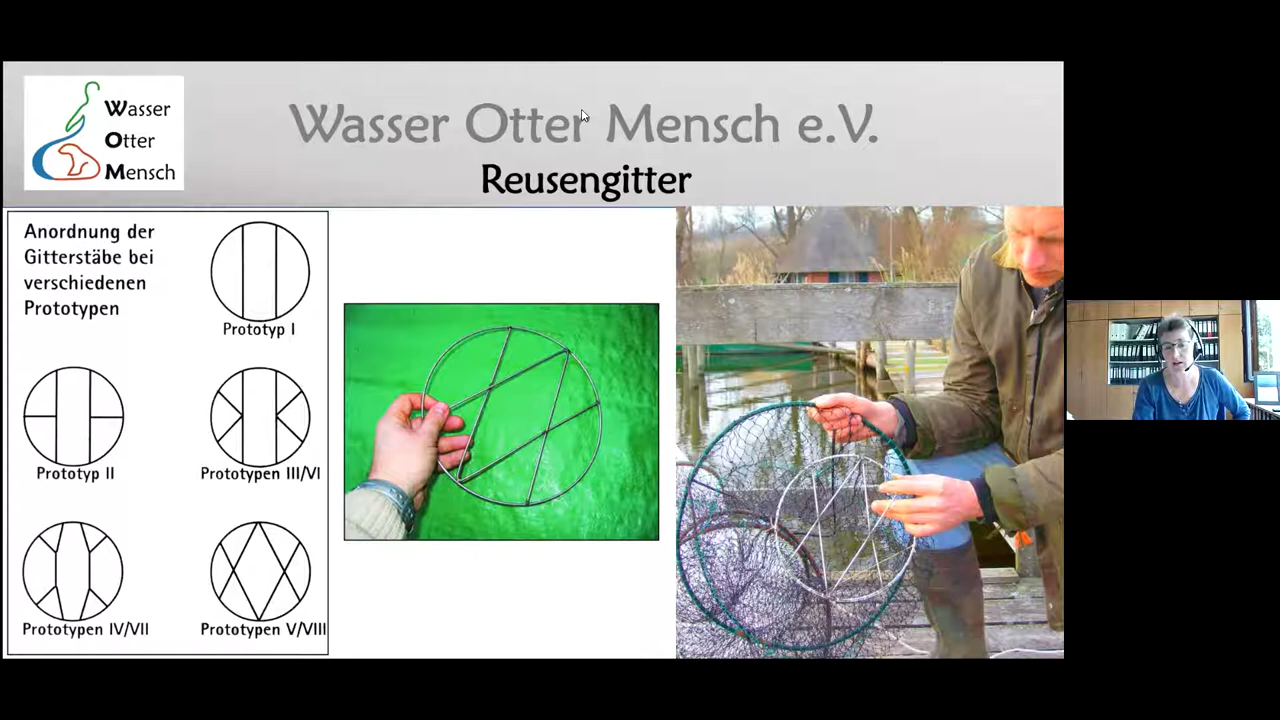 Wasser
Otter
Mensch
Wasser Otter Mensch e.V.
Reusengitter
Anordnung der
Gitterstäbe bei
verschiedenen
Prototypen
Prototyp I
Prototyp II
Prototypen III/VI
Prototypen IV/VII
Prototypen V/VIII